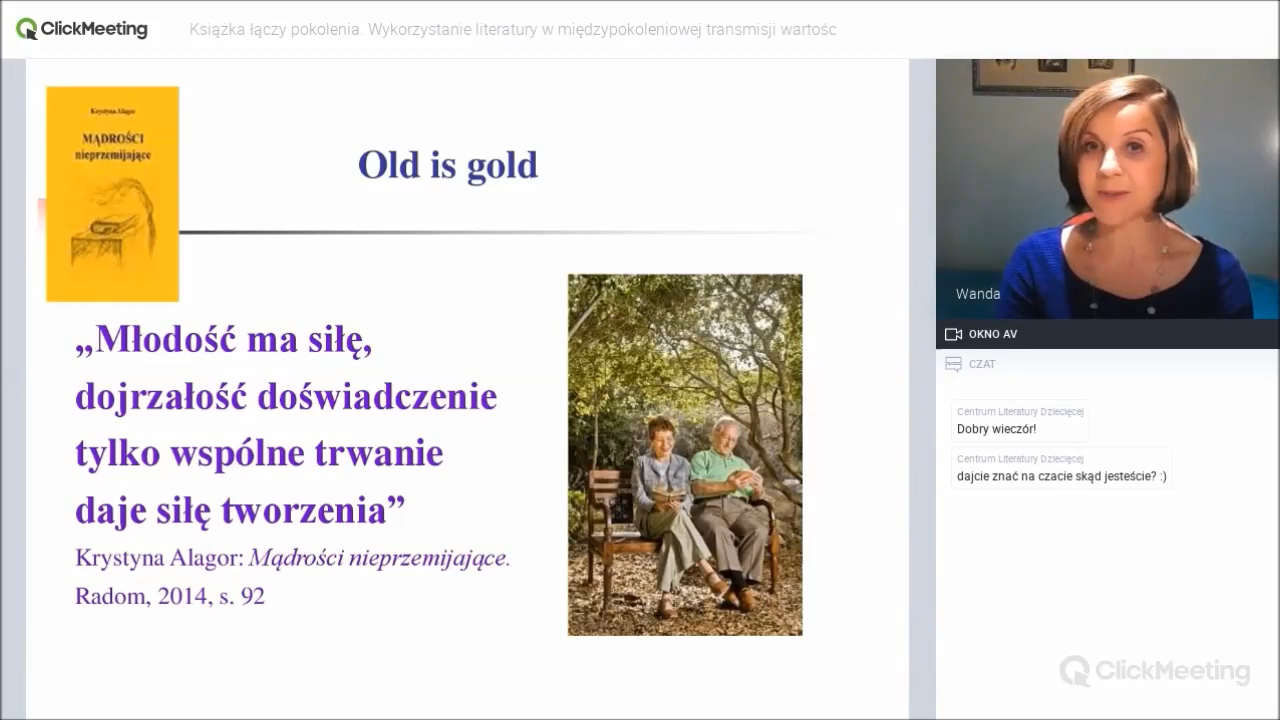 ClickMeeting
Książka łączy pokolenia. Wykorzystanie literatury w międzypokoleniowej transmisji wartośc
Krystyna Alagor
MĄDROŚCI
nieprzemijające
Old is gold
„Młodość ma siłę,
dojrzałość doświadczenie
tylko wspólne trwanie
daje siłę tworzenia”
Krystyna Alagor: Mądrości nieprzemijające.
Radom, 2014, s. 92
Wanda
OKNO AV
CZAT
Centrum Literatury Dziecięcej
Dobry wieczór!
Centrum Literatury Dziecięcej
dajcie znać na czacie skąd jesteście? :)
ClickMeeting